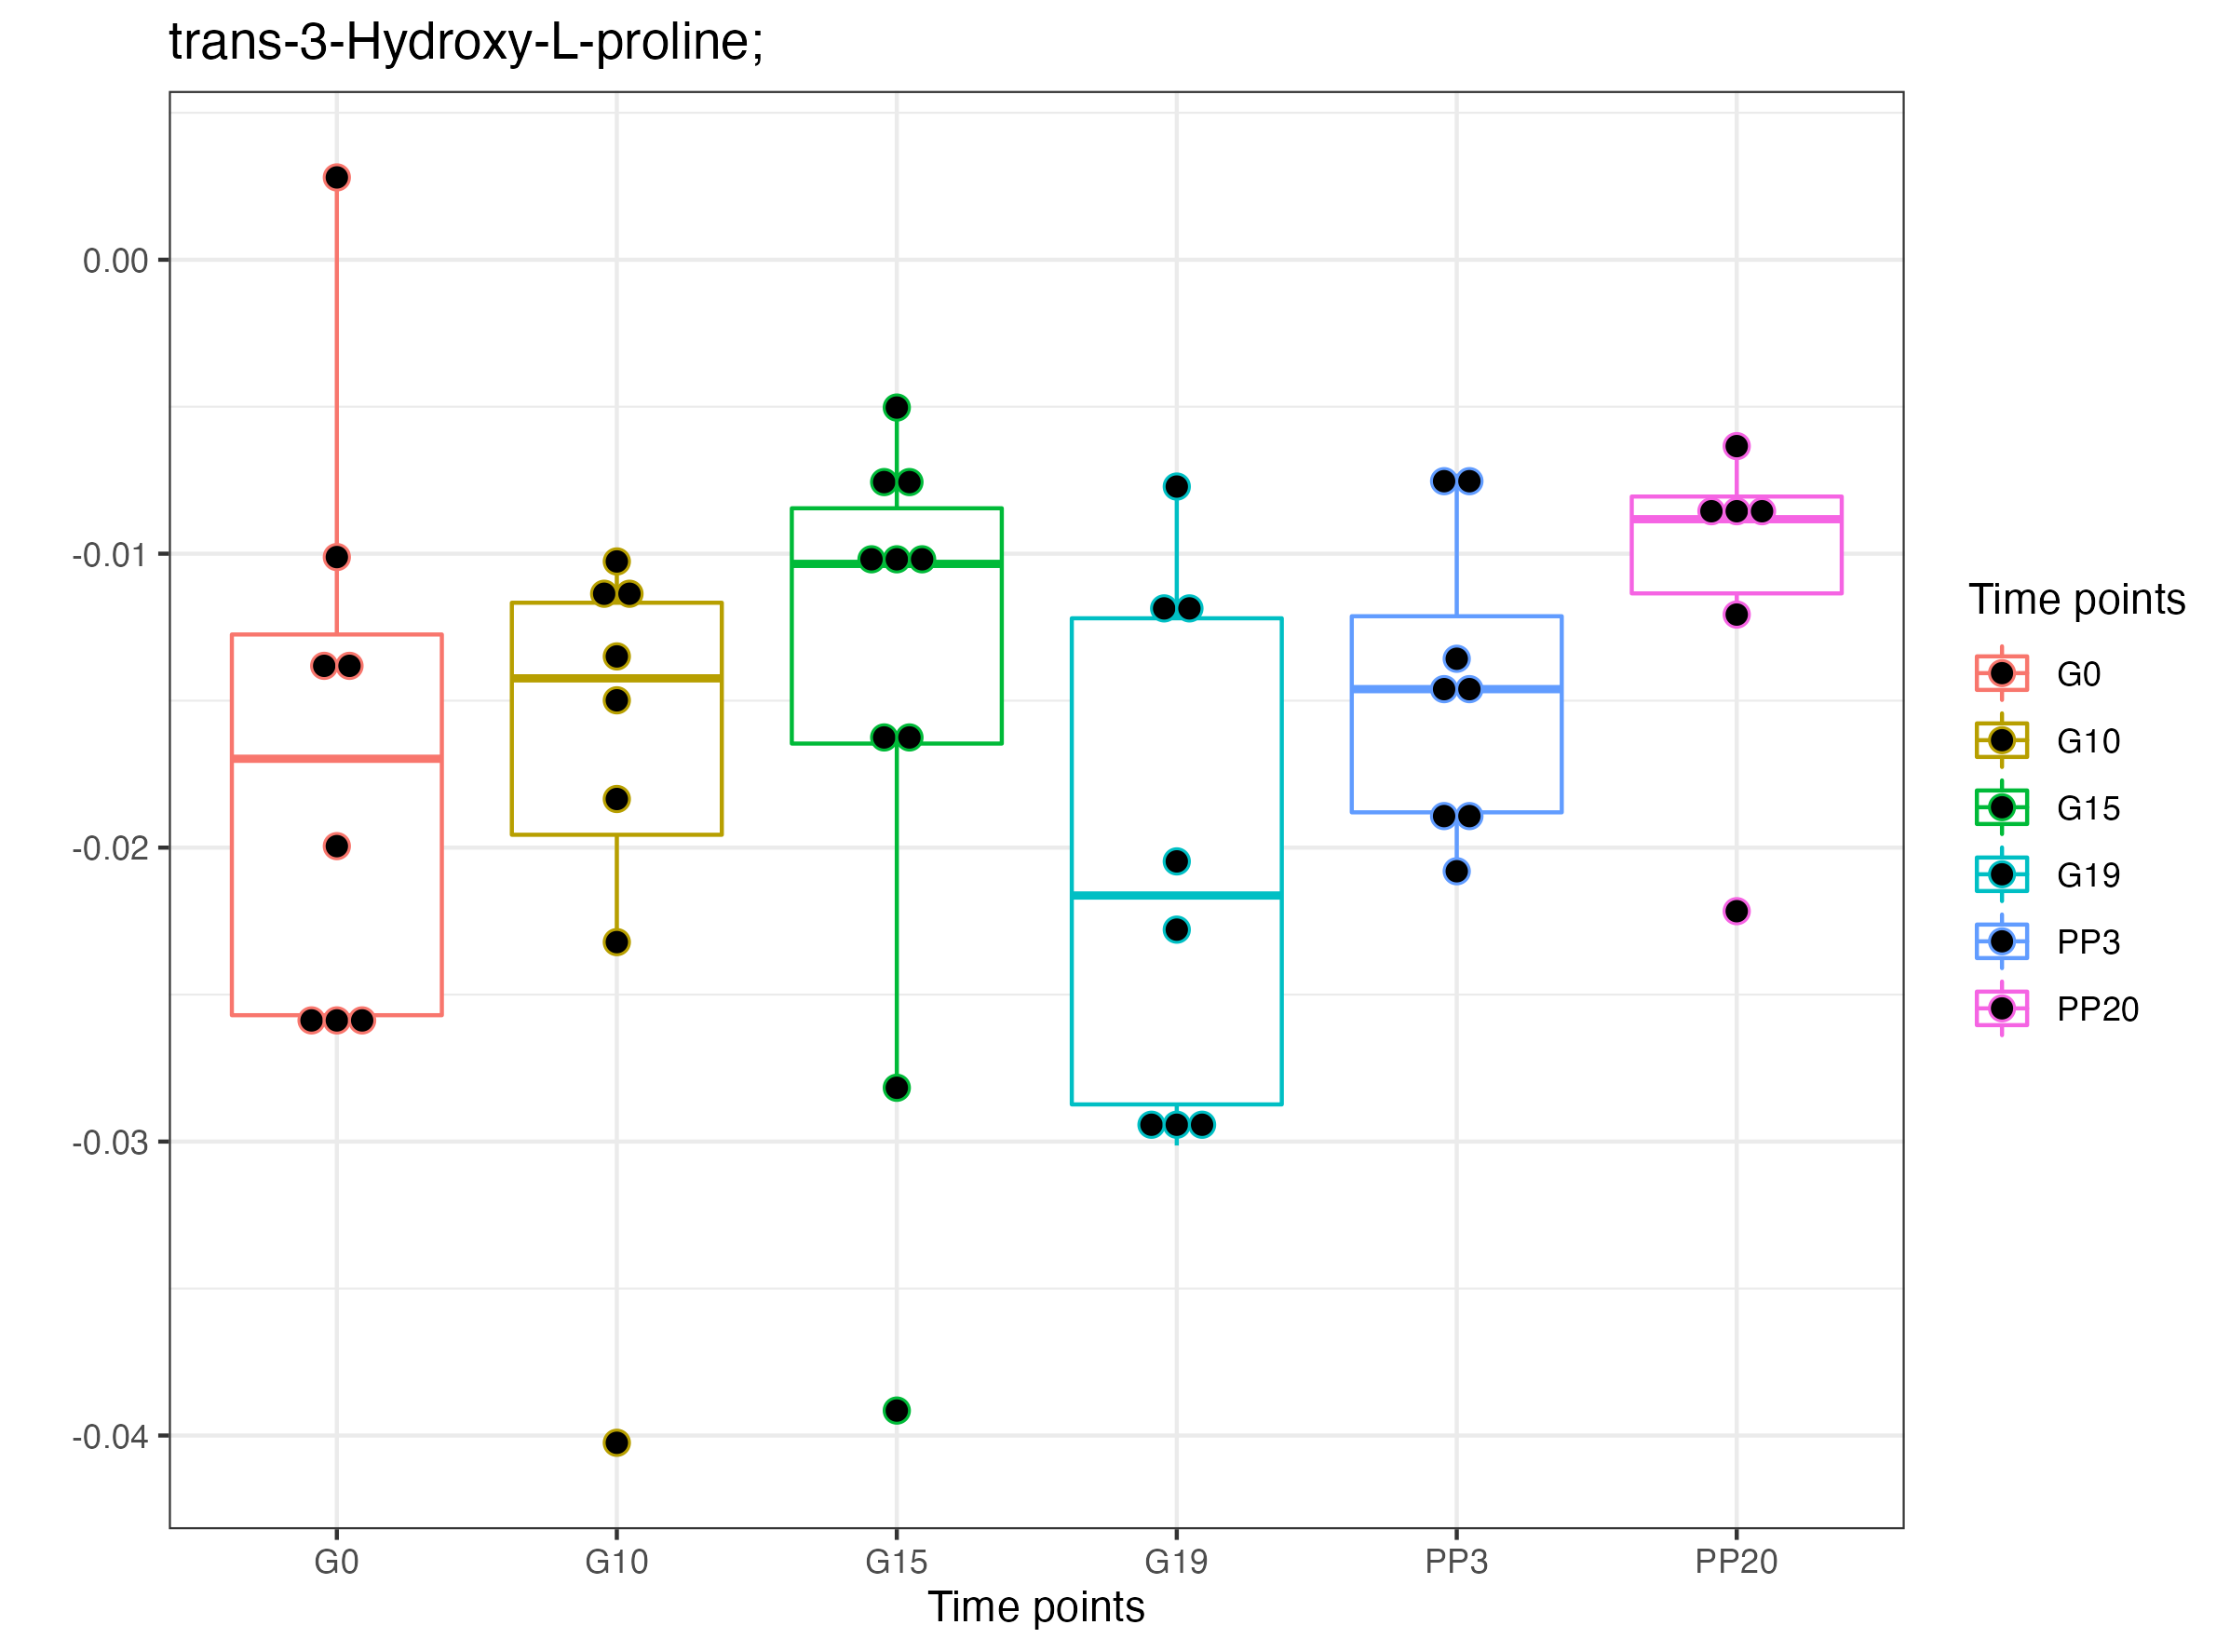 trans-3-Hydroxy-L-proline;
0.00
-0.01
-0.02
-0.03
-0.04
G0 G10 G15 G19 PP3 PP20
Time points
Time points
G0
G10
G15
G19
PP3
PP20